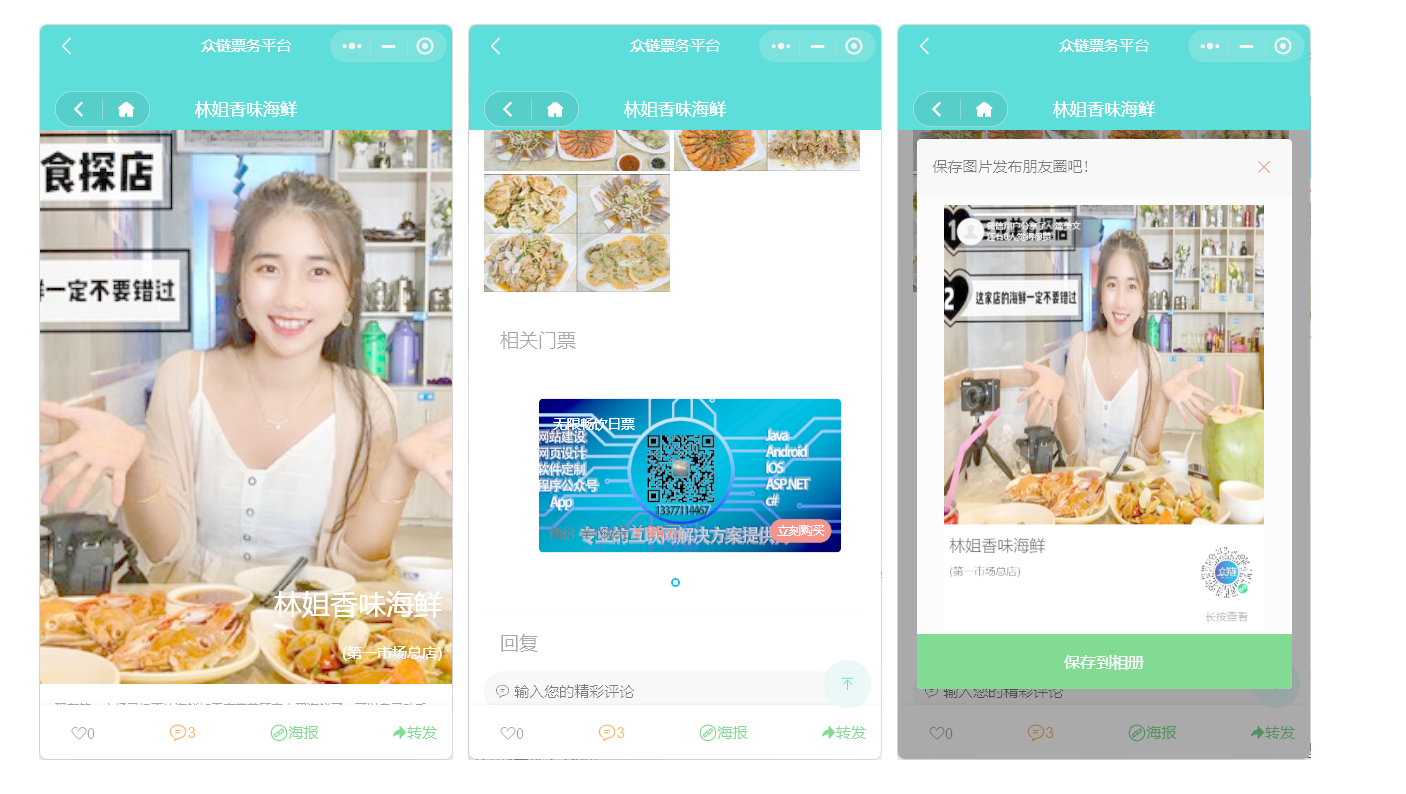 众链票务平台
林姐香味海鲜
食探店
一定不要错过
林姐香味海鲜
(第一市场总店)
0
3
海报
转发
众链票务平台
林姐香味海鲜
相关门票
无限畅饮日票
网站建设
网页设计
软件定制
程序公众号
App
Java
Android
IOS
ASP.NET
c#
13377114467
专业的互联网解决方案提供商
立刻购买
回复
输入您的精彩评论
0
3
海报
转发
众链票务平台
林姐香味海鲜
保存图片发布朋友圈吧!
1
食探店
2
这家店的海鲜一定不要错过
林姐香味海鲜
(第一市场总店)
众链
长按查看
保存到相册
输入您的精彩评论
0
3
海报
转发